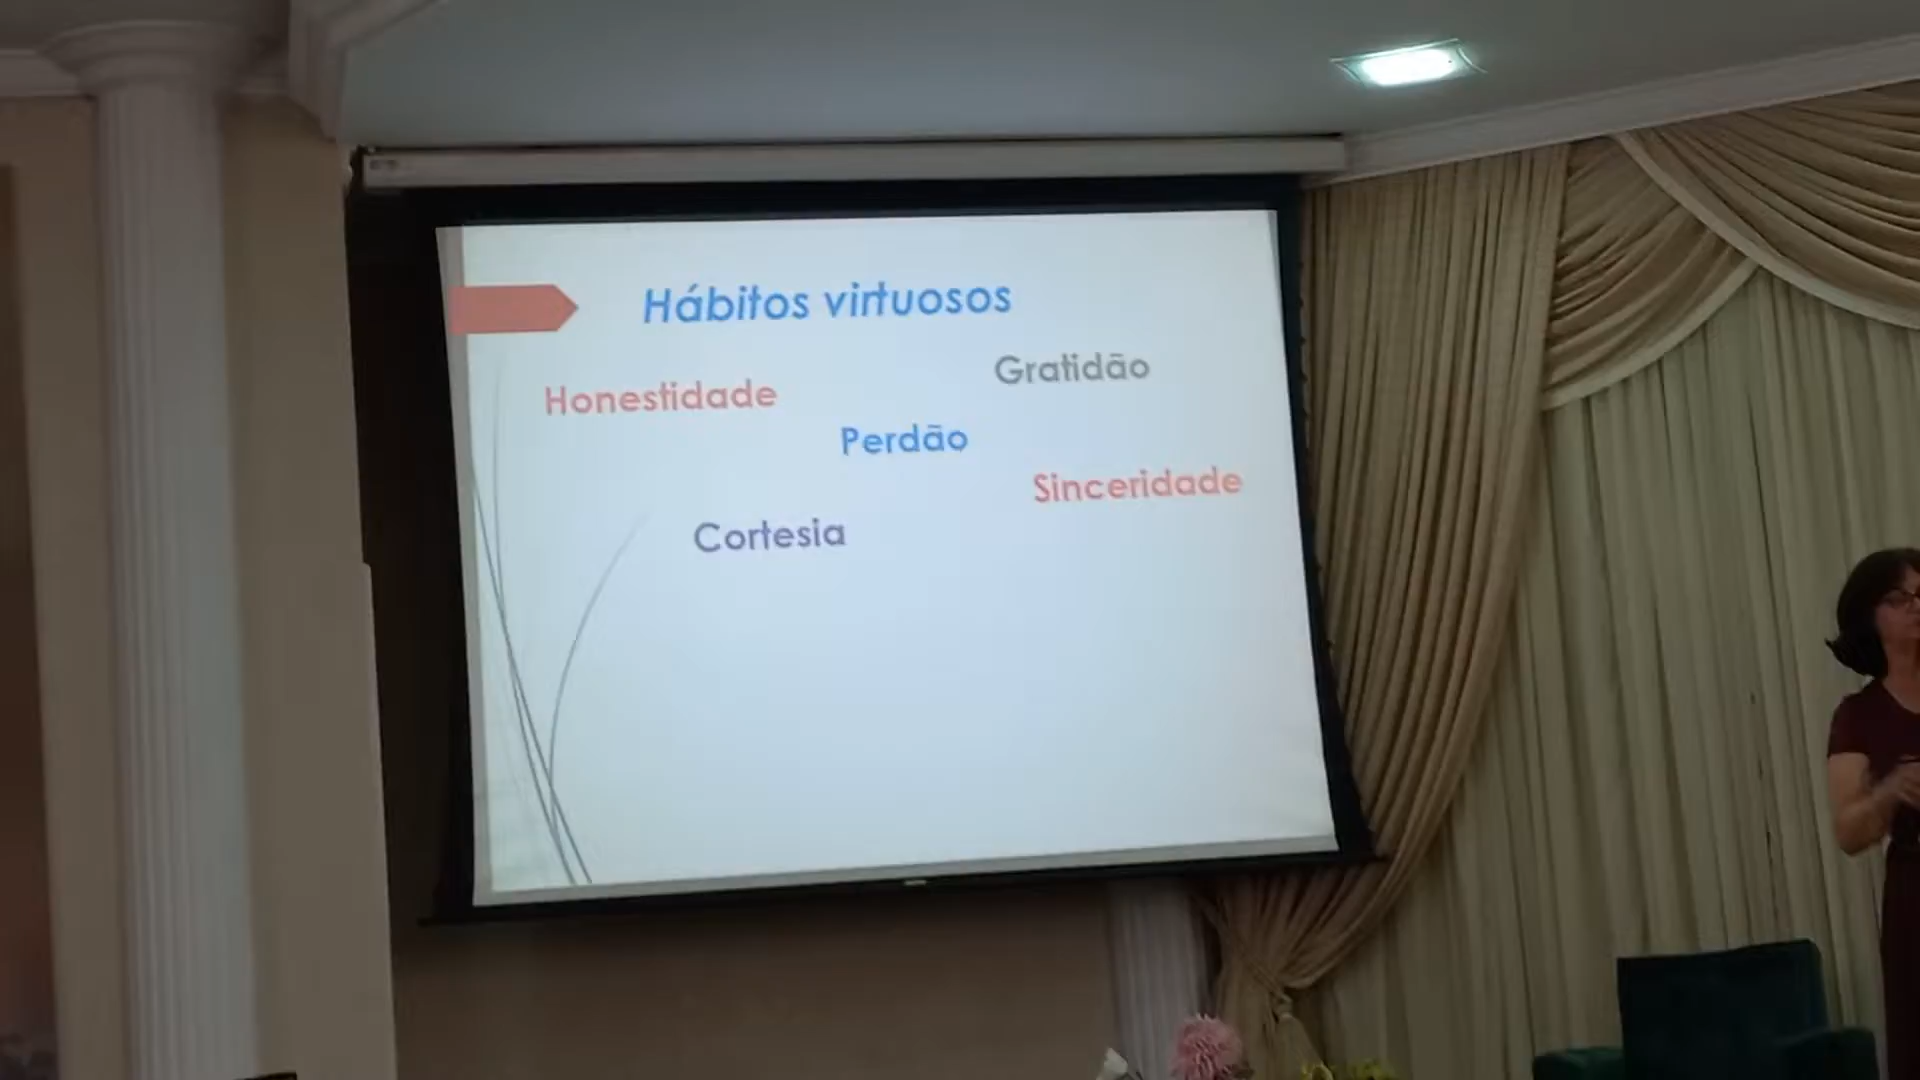 Hábitos virtuosos
Gratidão
Honestidade
Perdão
Sinceridade
Cortesia